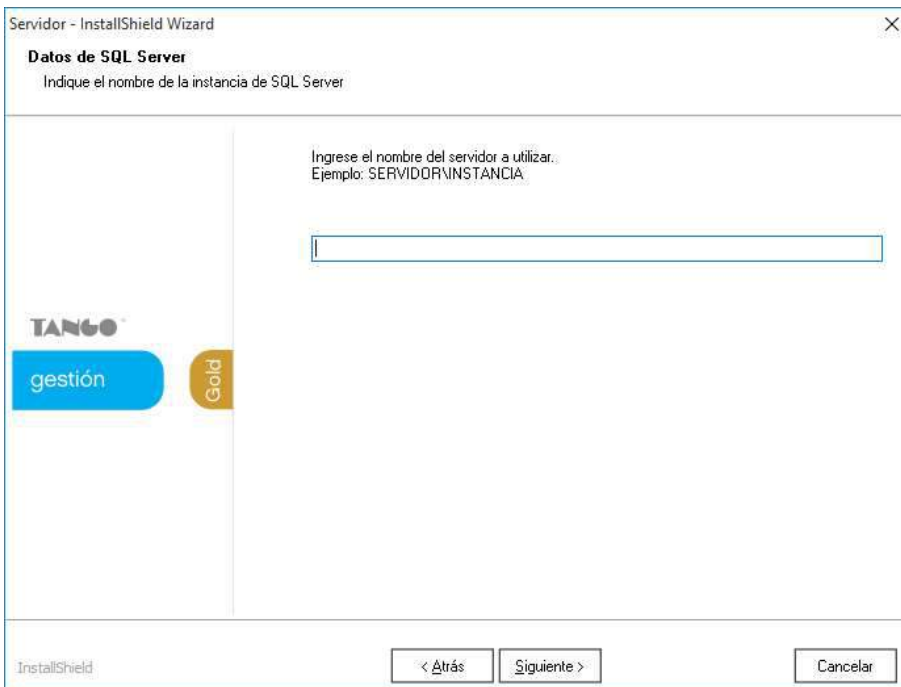 Servidor - InstallShield Wizard
Datos de SQL Server
Indique el nombre de la instancia de SQL Server
Ingrese el nombre del servidor a utilizar.
Ejemplo: SERVIDOR\INSTANCIA
TANGO
gestión
Gold
InstallShield
< Atrás
Siguiente >
Cancelar